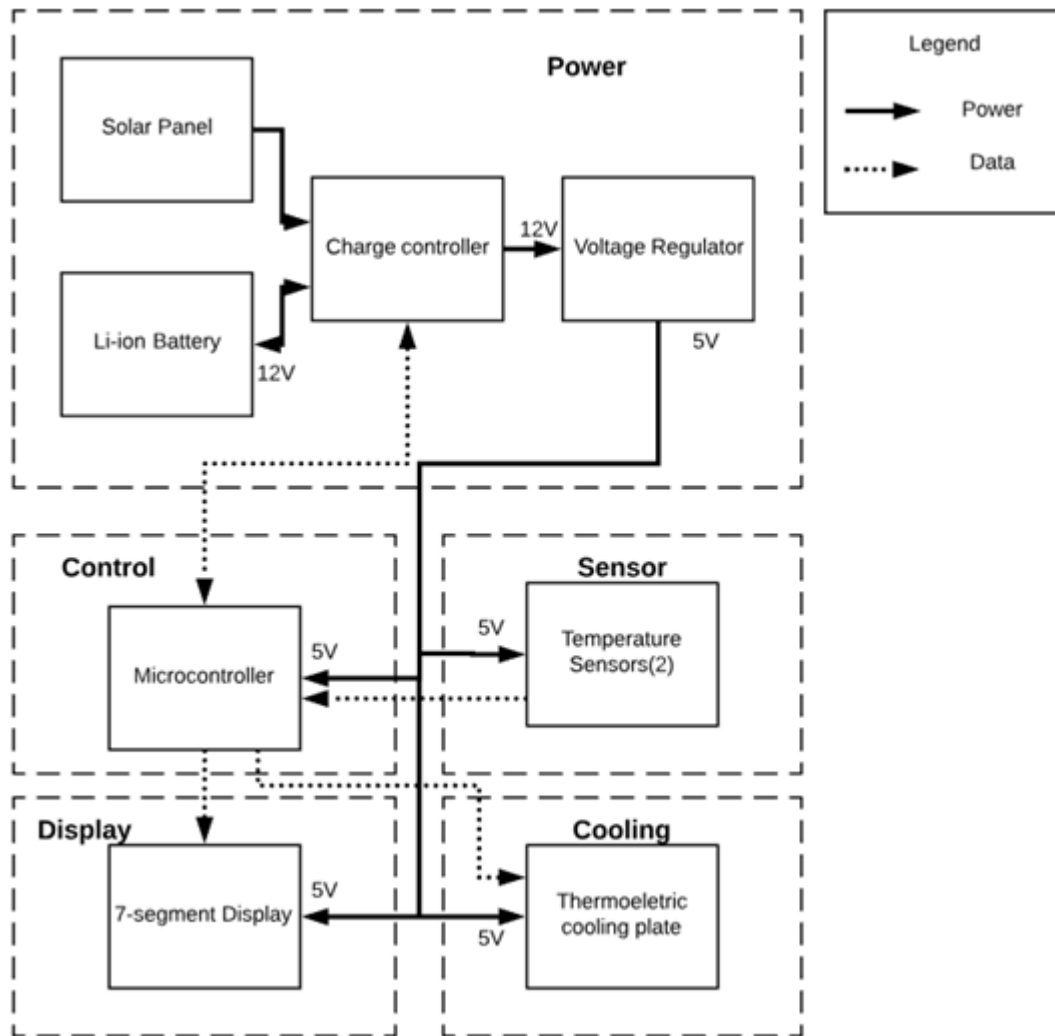 Power
Legend
Power
Data
Solar Panel
Charge controller
12V
Voltage Regulator
Li-ion Battery
12V
5V
Control
Microcontroller
5V
Sensor
5V
Temperature
Sensors(2)
Display
7-segment Display
5V
Cooling
5V
Thermoeletric
cooling plate